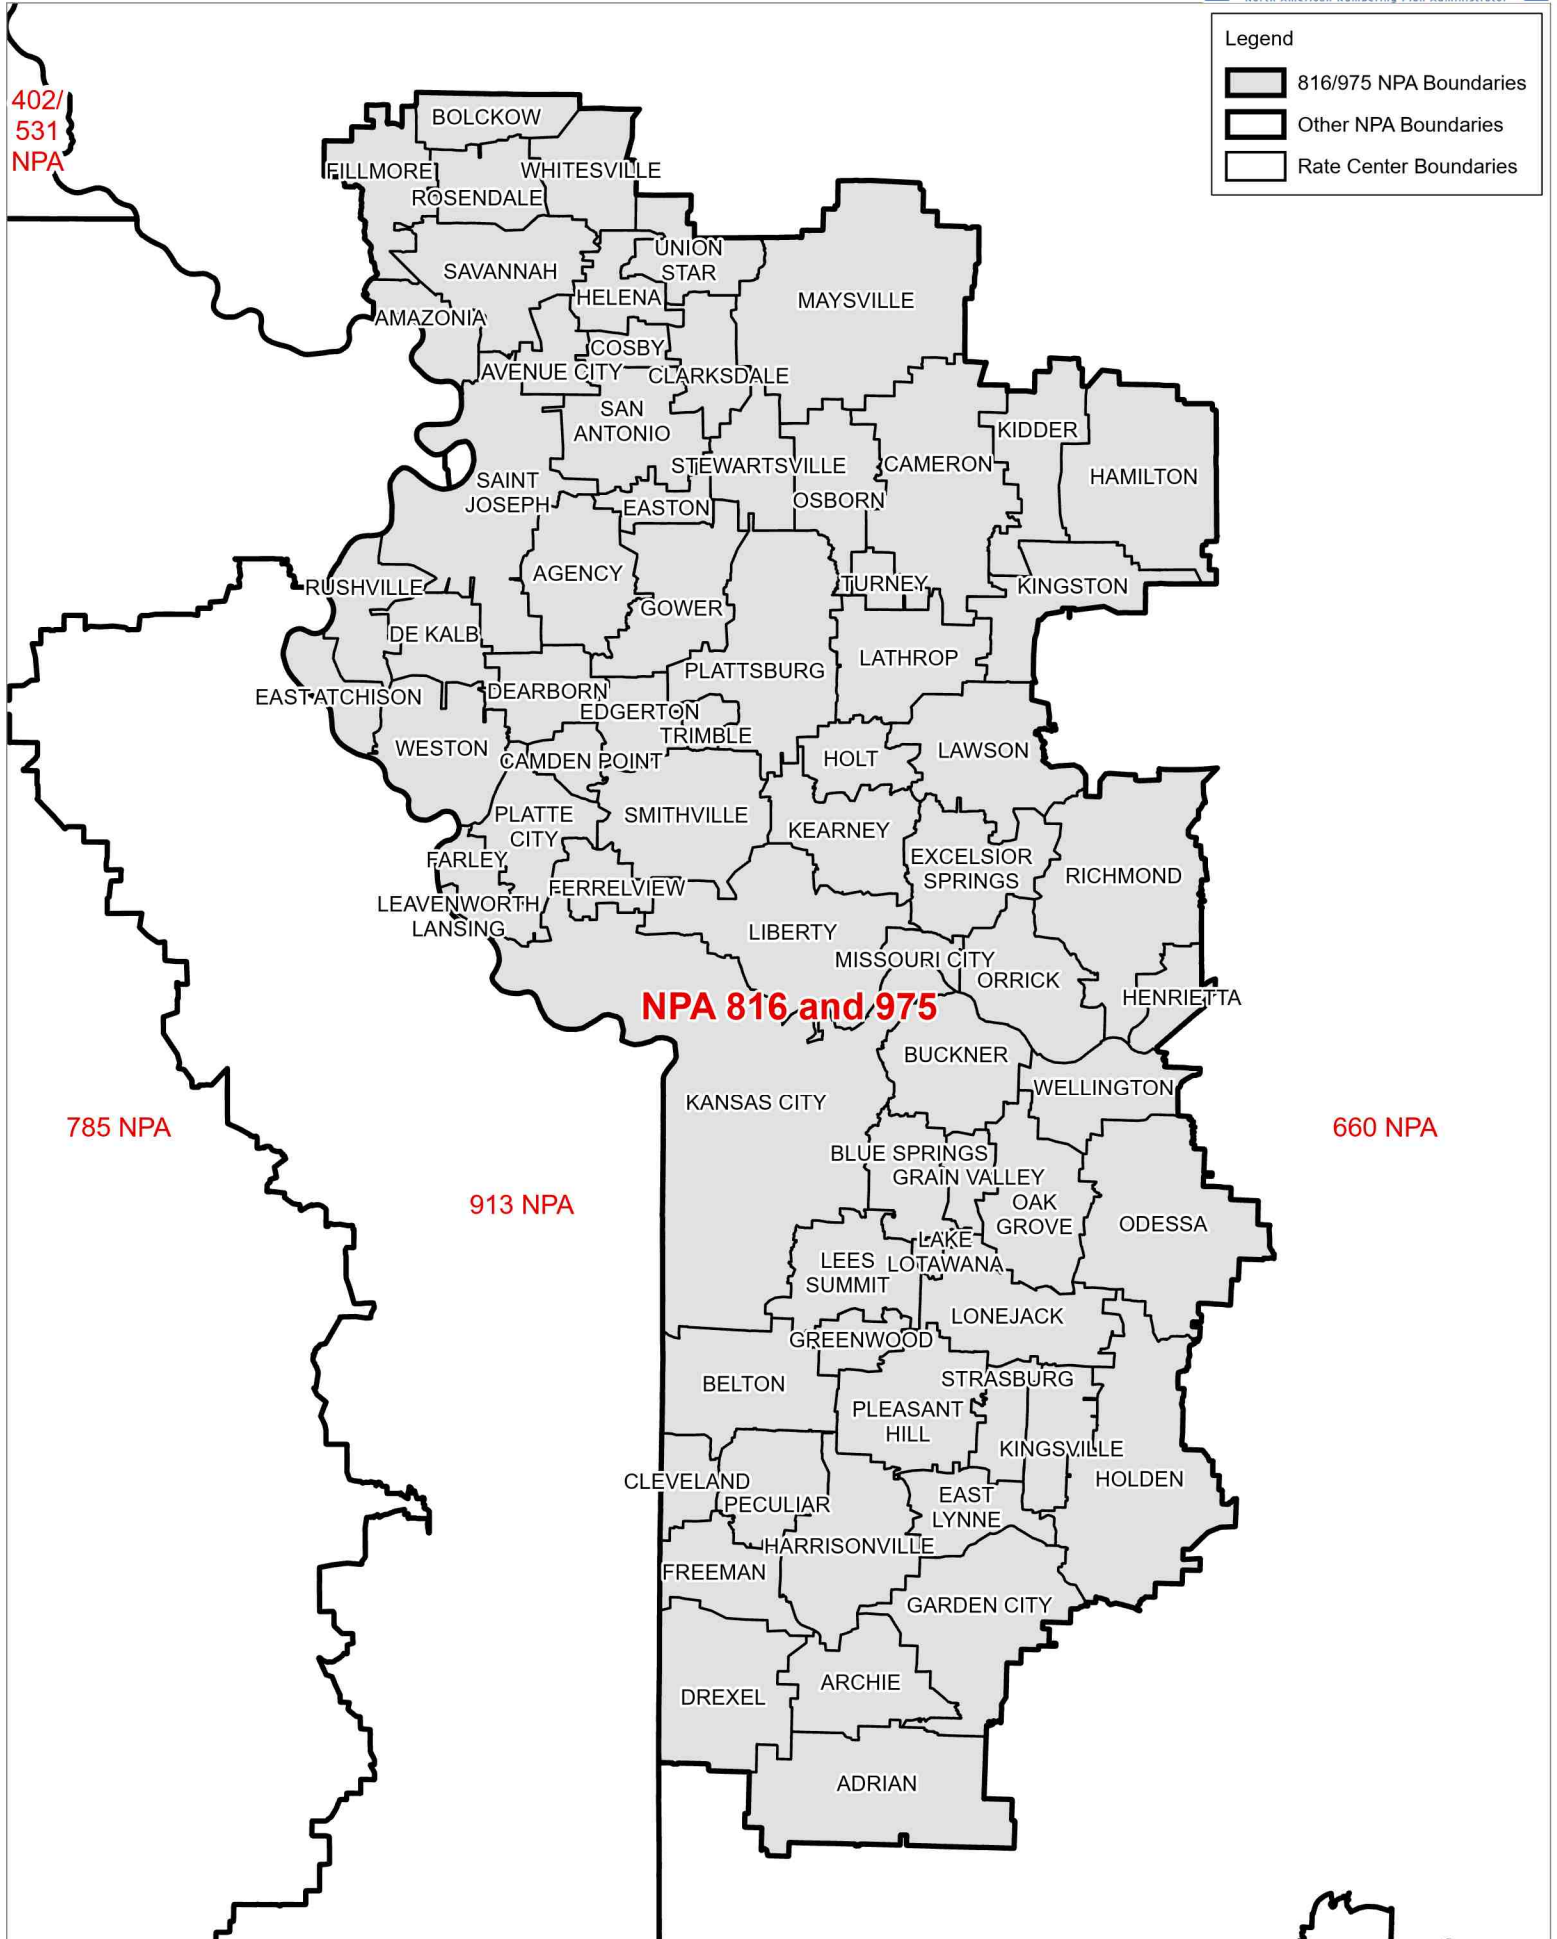 Legend
816/975 NPA Boundaries
Other NPA Boundaries
Rate Center Boundaries
402/
531
NPA
BOLCKOW
FILLMORE
WHITESVILLE
ROSENDALE
UNION
STAR
SAVANNAH
HELENA
MAYSVILLE
AMAZONIA
COSBY
AVENUE CITY
CLARKSDALE
SAN
ANTONIO
KIDDER
STEWARTSVILLE
CAMERON
HAMILTON
SAINT
JOSEPH
OSBORN
EASTON
AGENCY
TURNEY
KINGSTON
RUSHVILLE
GOWER
DE KALB
LATHROP
PLATTSBURG
EAST ATCHISON
DEARBORN
EDGERTON
TRIMBLE
WESTON
CAMDEN POINT
HOLT
LAWSON
PLATTE
CITY
SMITHVILLE
KEARNEY
FARLEY
EXCELSIOR
SPRINGS
RICHMOND
FERRELVIEW
LEAVENWORTH
LANSING
LIBERTY
MISSOURI CITY
ORRICK
HENRIETTA
NPA 816 and 975
BUCKNER
WELLINGTON
KANSAS CITY
785 NPA
660 NPA
BLUE SPRINGS
GRAIN VALLEY
913 NPA
OAK
GROVE
ODESSA
LAKE
LOTAWANA
LEES
SUMMIT
LONEJACK
GREENWOOD
BELTON
STRASBURG
PLEASANT
HILL
KINGSVILLE
HOLDEN
CLEVELAND
PECULIAR
EAST
LYNNE
HARRISONVILLE
FREEMAN
GARDEN CITY
ARCHIE
DREXEL
ADRIAN